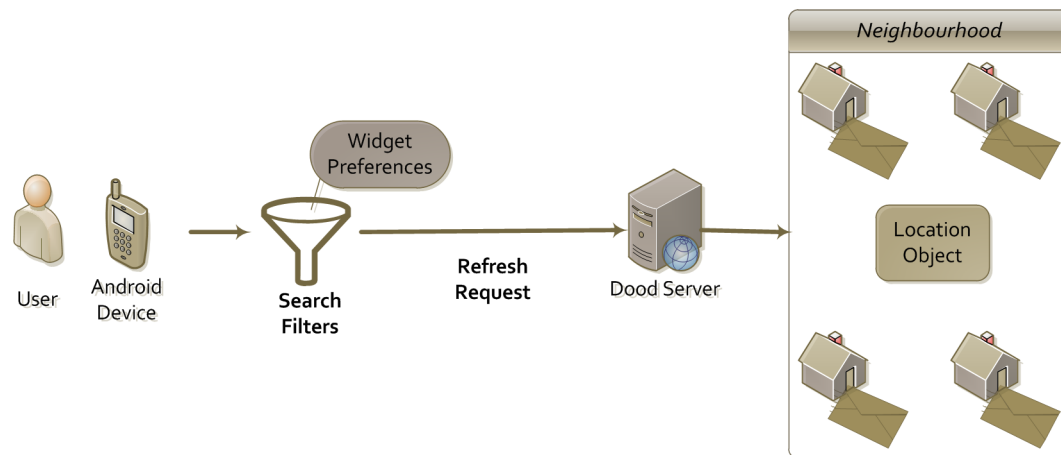 Neighbourhood
Widget
Preferences
Location
Object
User
Android
Device
Search
Filters
Refresh
Request
Dood Server